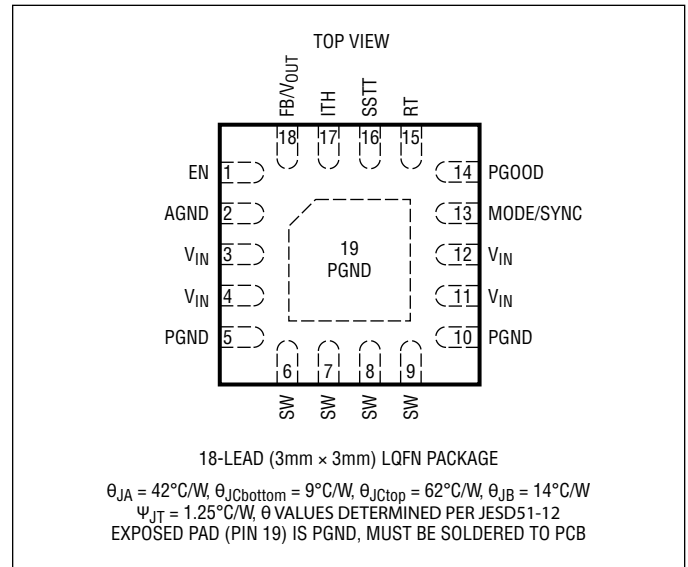 TOP VIEW
FB/VOUT
ITH
SSTT
RT
18 17 16 15
EN 1
14 PGOOD
AGND 2
13 MODE/SYNC
VIN 3
12 VIN
VIN 4
11 VIN
PGND 5
10 PGND
19
PGND
6 7 8 9
SW SW SW SW
18-LEAD (3mm × 3mm) LQFN PACKAGE
θJA = 42°C/W, θJCbottom = 9°C/W, θJCtop = 62°C/W, θJB = 14°C/W
ΨJT = 1.25°C/W, θ VALUES DETERMINED PER JESD51-12
EXPOSED PAD (PIN 19) IS PGND, MUST BE SOLDERED TO PCB